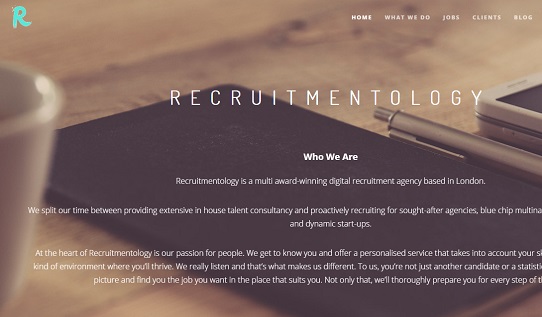 R
HOME WHAT WE DO JOBS CLIENTS BLOG
RECRUITMENTOLOGY
Who We Are
Recruitmentology is a multi award-winning digital recruitment agency based in London.
We split our time between providing extensive in house talent consultancy and proactively recruiting for sought-after agencies, blue chip
and dynamic start-ups.
At the heart of Recruitmentology is our passion for people. We get to know you and offer a personalised service that takes into account your
kind of environment where you'll thrive. We really listen and that's what makes us different. To us, you're not just another candidate or a
picture and find you the job you want in the place that suits you. Not only that, we'll thoroughly prepare you for every step of